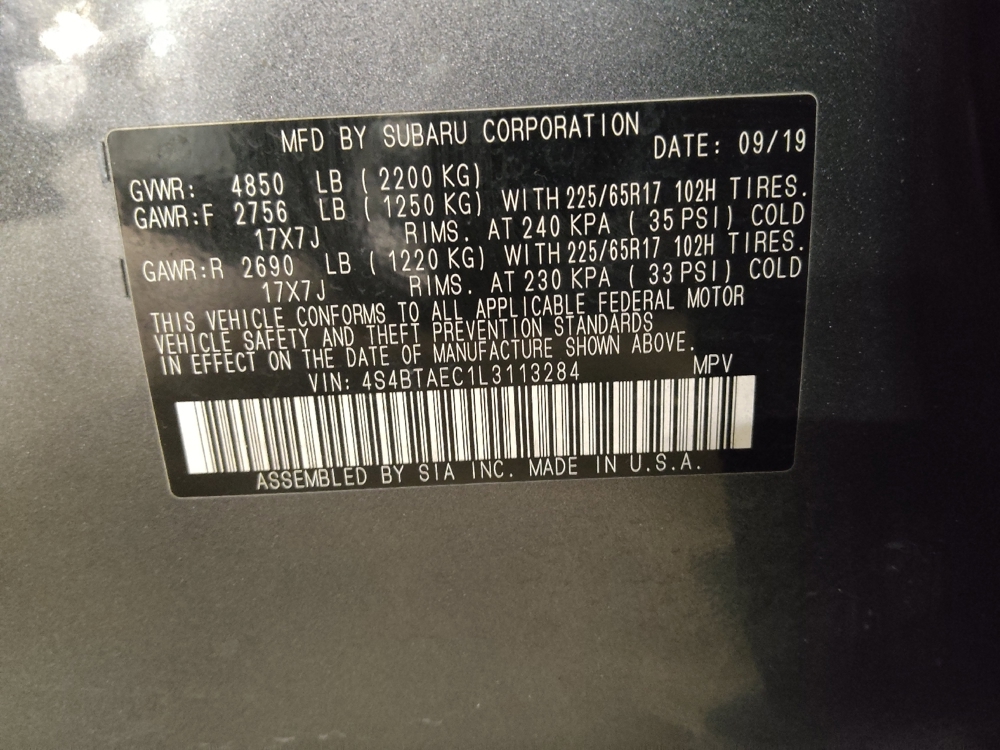 MFD BY SUBARU CORPORATION
DATE: 09/19
GVWR: 4850 LB ( 2200 KG)
GAWR:F 2756 LB ( 1250 KG) WITH 225/65R17 102H TIRES.
17X7J RIMS. AT 240 KPA ( 35 PSI) COLD
GAWR:R 2690 LB ( 1220 KG) WITH 225/65R17 102H TIRES.
17X7J RIMS. AT 230 KPA ( 33 PSI) COLD
THIS VEHICLE CONFORMS TO ALL APPLICABLE FEDERAL MOTOR
VEHICLE SAFETY AND THEFT PREVENTION STANDARDS
IN EFFECT ON THE DATE OF MANUFACTURE SHOWN ABOVE.
VIN: 4S4BTAEC1L3113284 MPV
ASSEMBLED BY SIA INC. MADE IN U.S.A.